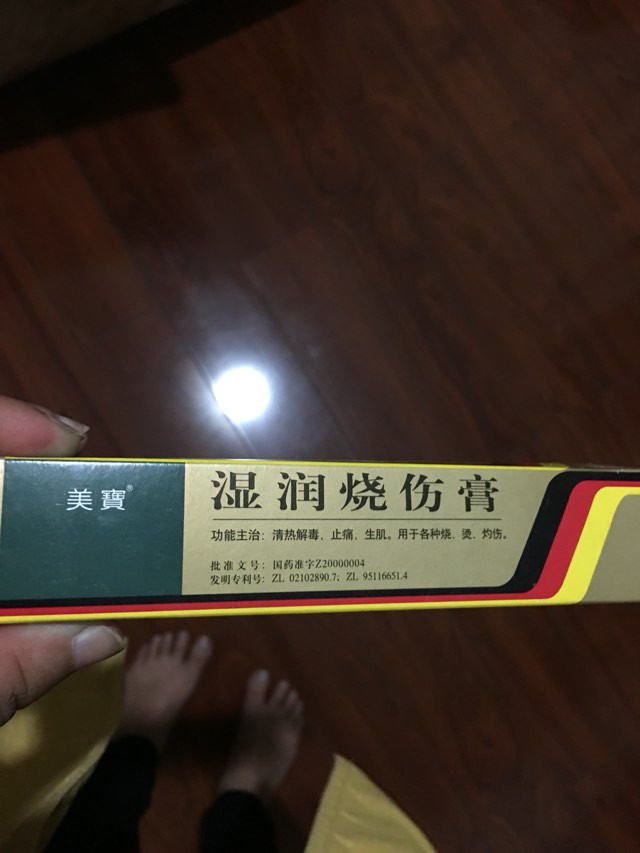 美寶®
湿润烧伤膏
功能主治：清热解毒、止痛、生肌。用于各种烧、烫、灼伤。
批准文号：国药准字Z20000004
发明专利号：ZL 02102890.7; ZL 95116651.4